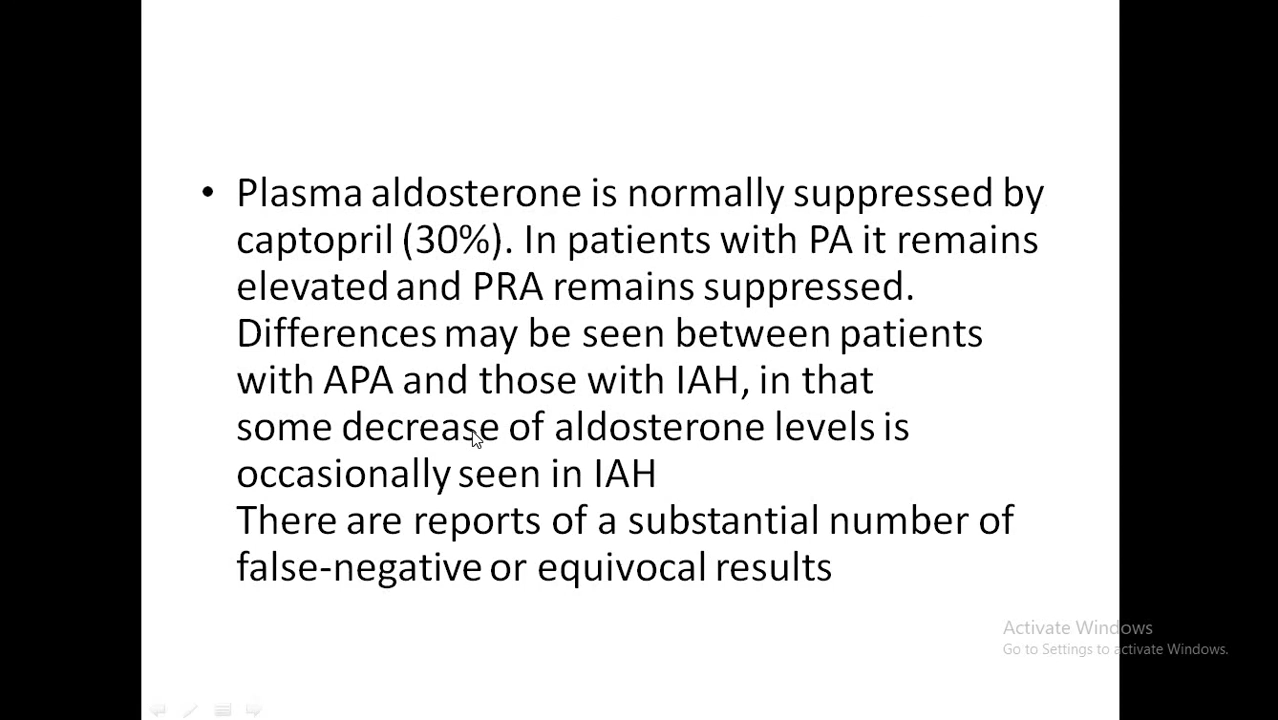 • Plasma aldosterone is normally suppressed by
captopril (30%). In patients with PA it remains
elevated and PRA remains suppressed.
Differences may be seen between patients
with APA and those with IAH, in that
some decrease of aldosterone levels is
occasionally seen in IAH
There are reports of a substantial number of
false-negative or equivocal results
Activate Windows
Go to Settings to activate Windows.